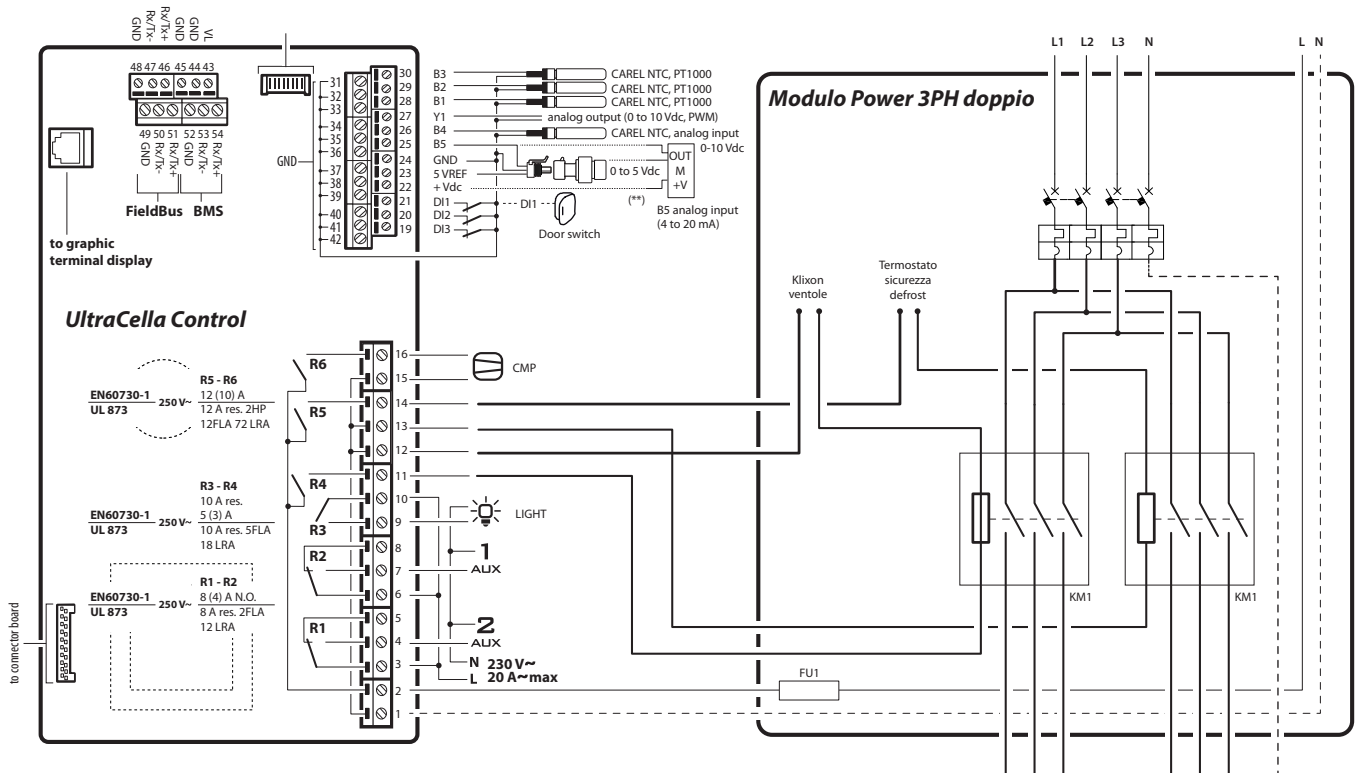 GND
Rx/Tx-
Rx/Tx+
GND
GND
VL
48 47 46 45 44 43
49 50 51 52 53 54
GND
Rx/Tx-
Rx/Tx+
GND
Rx/Tx-
Rx/Tx+
FieldBus BMS
to graphic
terminal display
GND
31
32
33
34
35
36
37
38
39
40
41
42
30
29
28
27
26
25
24
23
22
21
20
19
B3
B2
B1
Y1
B4
B5
GND
5 VREF
+ Vdc
DI1
DI2
DI3
CAREL NTC, PT1000
CAREL NTC, PT1000
CAREL NTC, PT1000
analog output (0 to 10 Vdc, PWM)
CAREL NTC, analog input
0-10 Vdc
OUT
M
+V
0 to 5 Vdc
(**)
B5 analog input
(4 to 20 mA)
DI1
Door switch
UltraCella Control
EN60730-1
UL 873
250 V~
R5 - R6
12 (10) A
12 A res. 2HP
12FLA 72 LRA
EN60730-1
UL 873
250 V~
R3 - R4
10 A res.
5 (3) A
10 A res. 5FLA
18 LRA
EN60730-1
UL 873
250 V~
R1 - R2
8 (4) A N.O.
8 A res. 2FLA
12 LRA
to connector board
R6
R5
R4
R3
R2
R1
16
15
14
13
12
11
10
9
8
7
6
5
4
3
2
1
CMP
LIGHT
1
AUX
2
AUX
N 230 V~
L 20 A~max
L1 L2 L3 N
L N
Modulo Power 3PH doppio
Klixon
ventole
Termostato
sicurezza
defrost
KM1
KM1
FU1